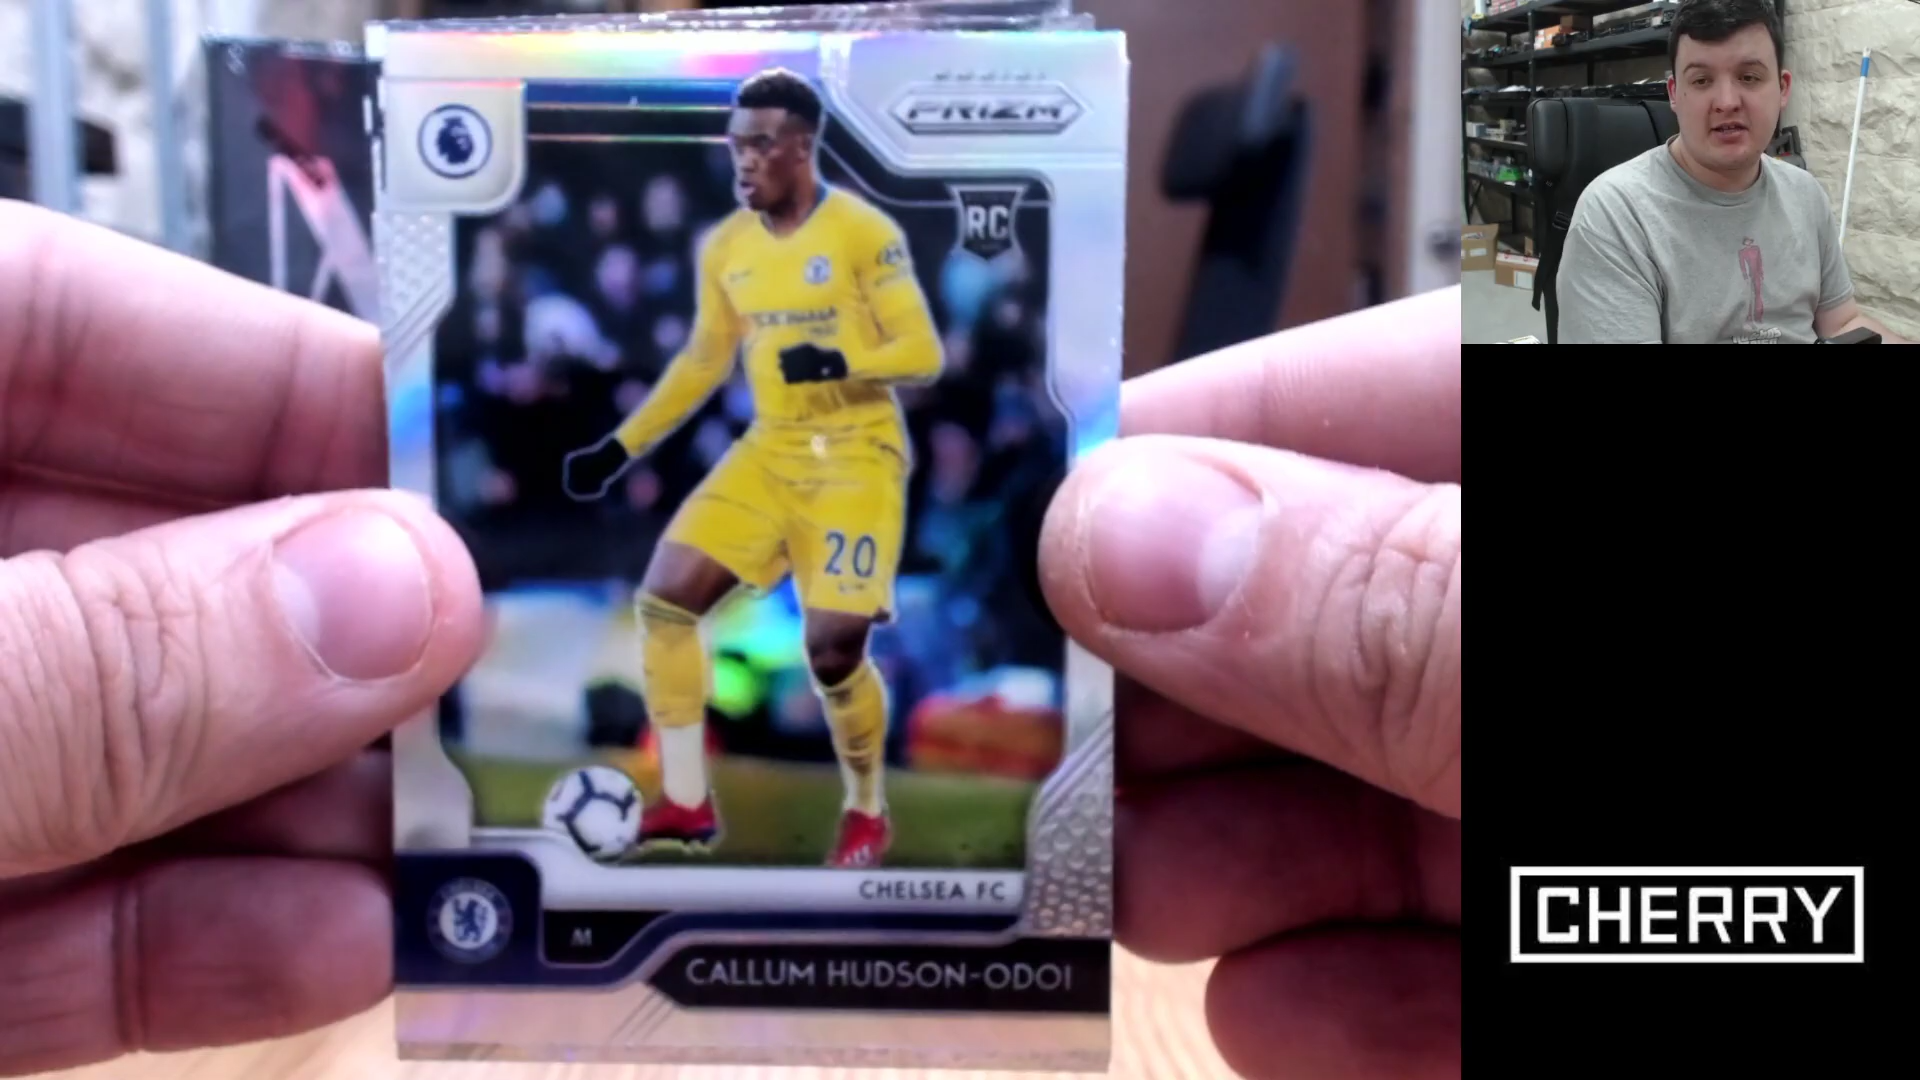 PRIZM
RC
20
CHELSEA FC
M
CALLUM HUDSON-ODOI
CHERRY